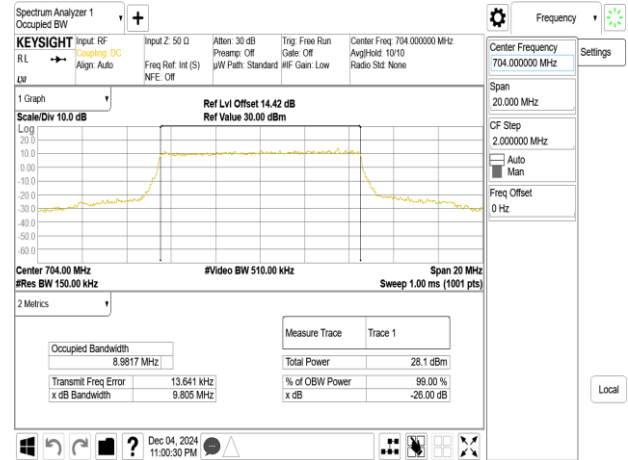 Spectrum Analyzer 1
Occupied BW
Frequency
KEYSIGHT
Input: RF
Input Z: 50 Ω
Atten: 30 dB
Trig: Free Run
Center Freq: 704.000000 MHz
RL
Coupling: DC
Preamp: Off
Gate: Off
Avg|Hold: 10/10
Align: Auto
Freq Ref: Int (S)
µW Path: Standard
#IF Gain: Low
Radio Std: None
NFE: Off
LXI
Center Frequency
704.000000 MHz
Settings
Span
20.000 MHz
CF Step
2.000000 MHz
Auto
Man
Freq Offset
0 Hz
Local
1 Graph
Ref Lvl Offset 14.42 dB
Scale/Div 10.0 dB
Ref Value 30.00 dBm
Log
20.0
10.0
0.00
-10.0
-20.0
-30.0
-40.0
-50.0
-60.0
Center 704.00 MHz
#Video BW 510.00 kHz
Span 20 MHz
#Res BW 150.00 kHz
Sweep 1.00 ms (1001 pts)
2 Metrics
Measure Trace
Trace 1
Occupied Bandwidth
8.9817 MHz
Total Power
28.1 dBm
Transmit Freq Error
13.641 kHz
% of OBW Power
99.00 %
x dB Bandwidth
9.805 MHz
x dB
-26.00 dB
?
Dec 04, 2024
11:00:30 PM